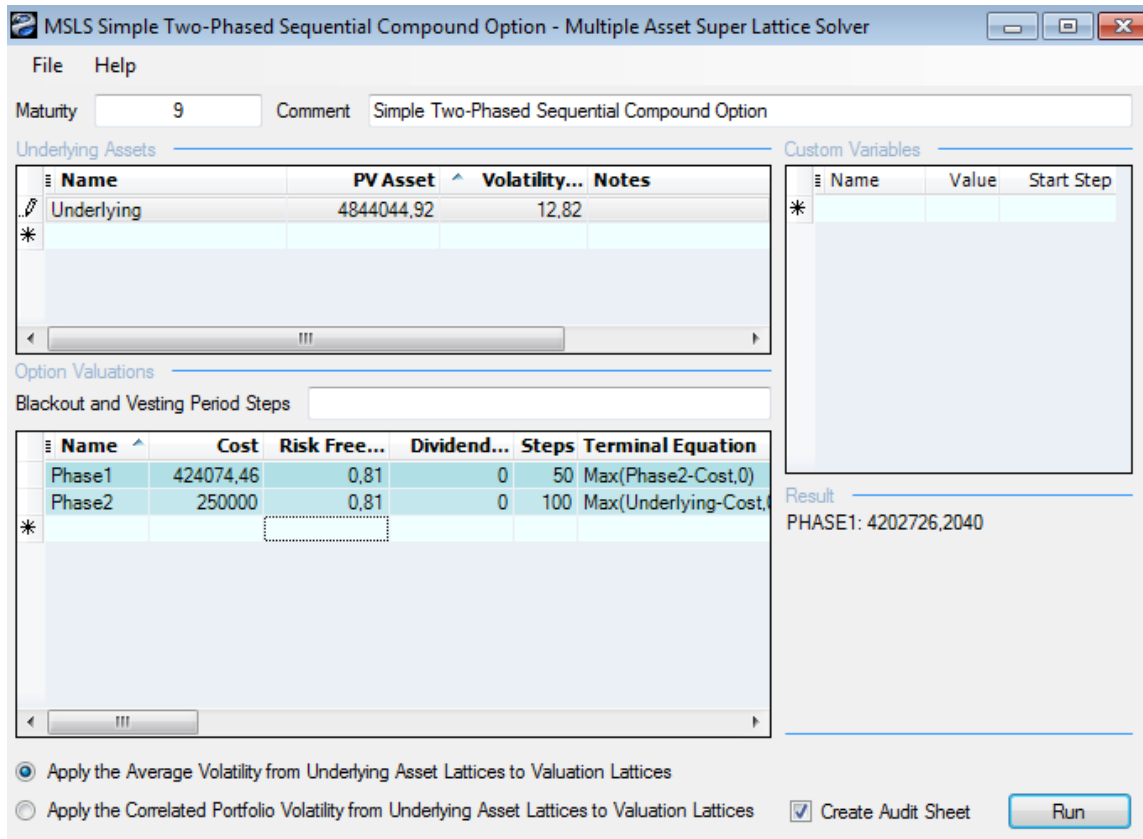 MSLS Simple Two-Phased Sequential Compound Option - Multiple Asset Super Lattice Solver
File Help
Maturity 9 Comment Simple Two-Phased Sequential Compound Option
Underlying Assets
Name PV Asset Volatility... Notes
Underlying 4844044,92 12,82
Custom Variables
Name Value Start Step
Option Valuations
Blackout and Vesting Period Steps
Name Cost Risk Free... Dividend... Steps Terminal Equation
Phase1 424074,46 0,81 0 50 Max(Phase2-Cost,0)
Phase2 250000 0,81 0 100 Max(Underlying-Cost,
Result
PHASE1: 4202726,2040
Apply the Average Volatility from Underlying Asset Lattices to Valuation Lattices
Apply the Correlated Portfolio Volatility from Underlying Asset Lattices to Valuation Lattices
Create Audit Sheet Run